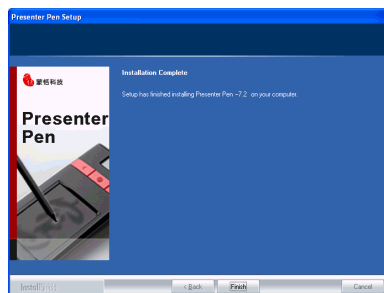 Presenter Pen Setup
蒙恬科技
Presenter
Pen
Installation Complete
Setup has finished installing Presenter Pen –7.2 on your computer.
< Back
Finish
Cancel